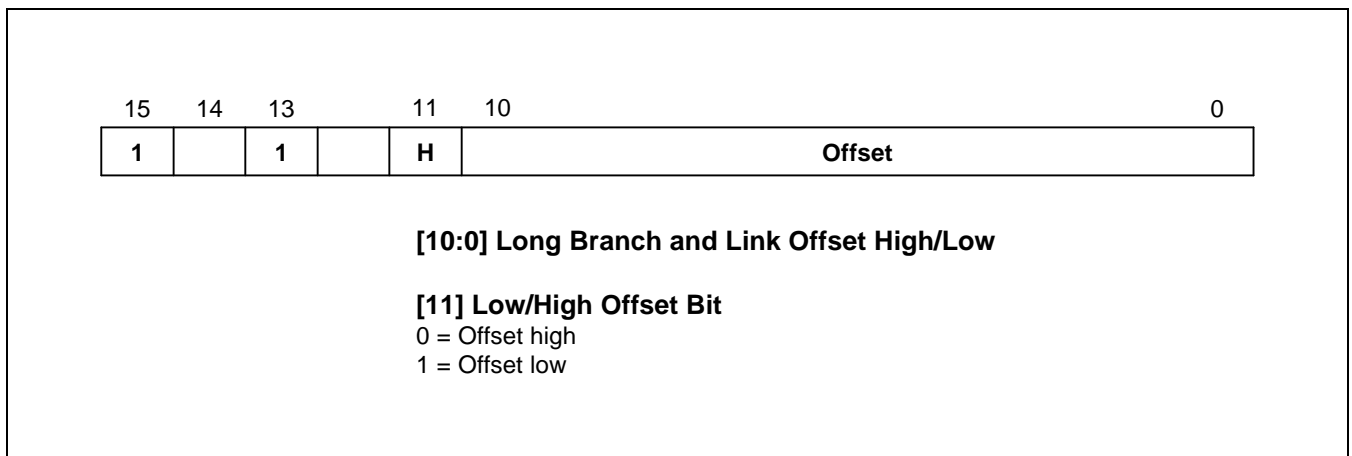 15 14 13 11 10 0
1 1 H Offset
[10:0] Long Branch and Link Offset High/Low
[11] Low/High Offset Bit
0 = Offset high
1 = Offset low